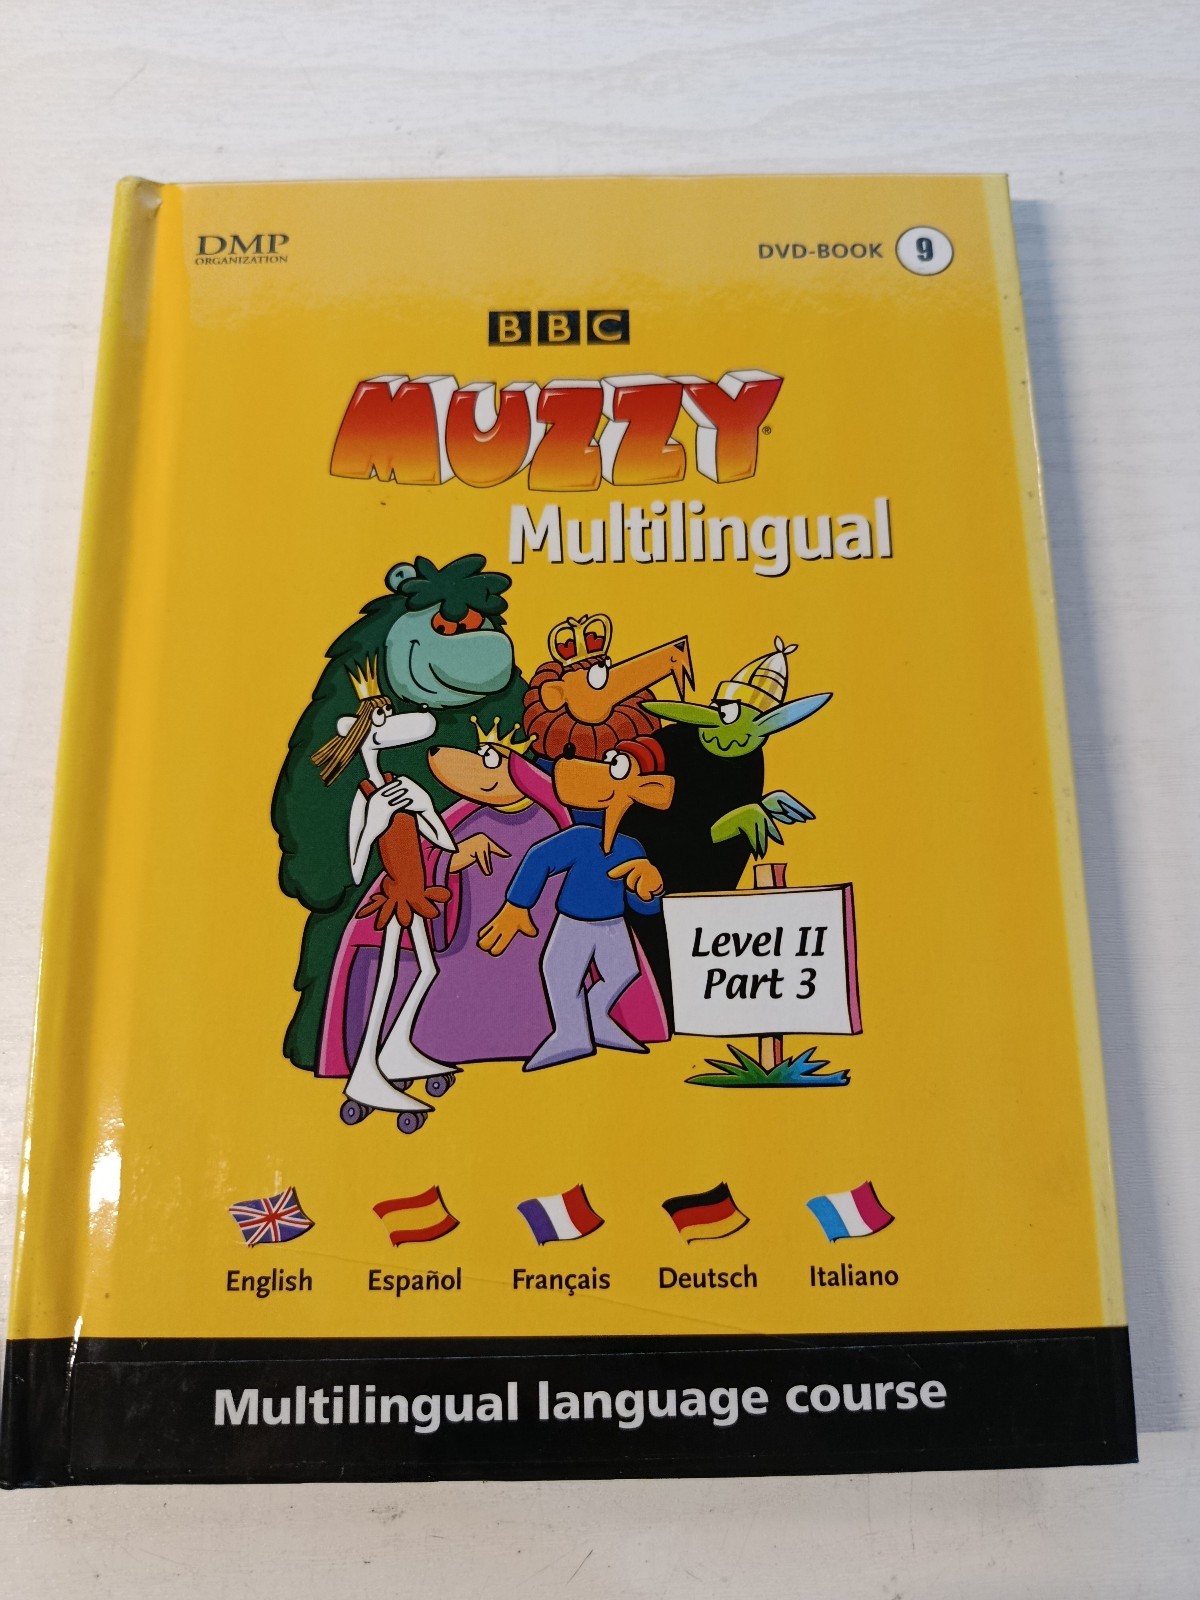 DMP
ORGANIZATION
DVD-BOOK 9
BBC
MUZZY®
Multilingual
Level II
Part 3
English Español Français Deutsch Italiano
Multilingual language course